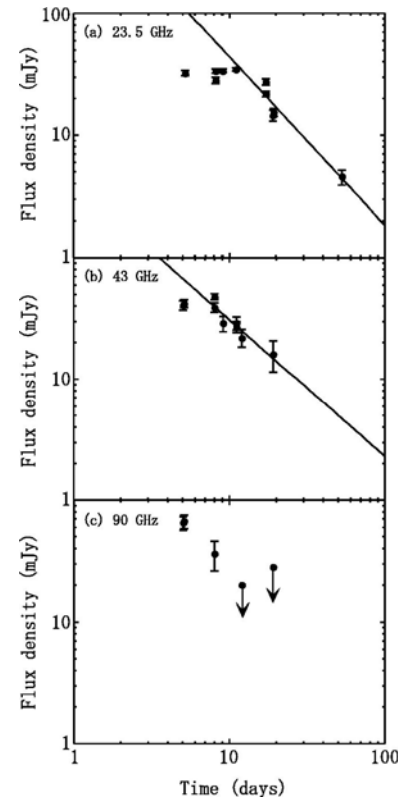 100
(a) 23.5 GHz
Flux density (mJy)
10
1
(b) 43 GHz
Flux density (mJy)
10
1
(c) 90 GHz
Flux density (mJy)
10
1
1
10
100
Time (days)